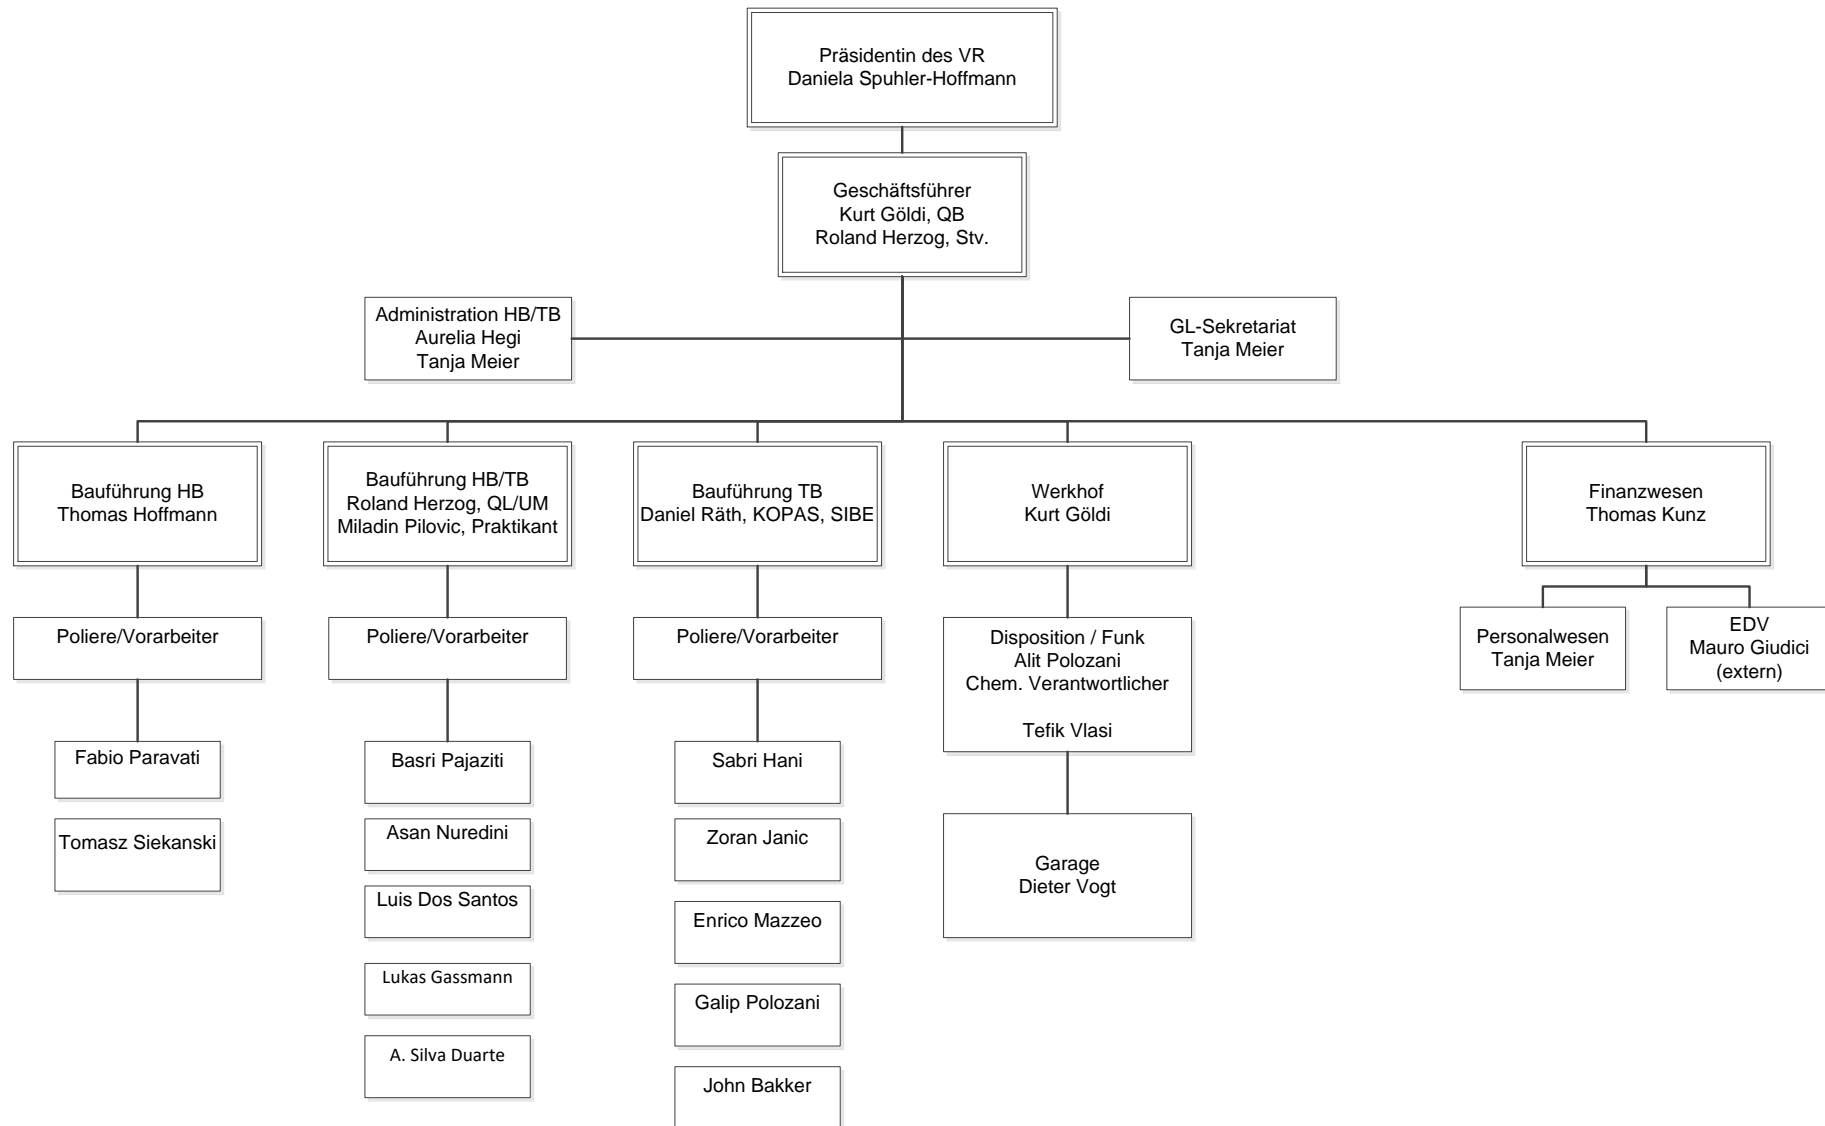 Präsidentin des VR
Daniela Spuhler-Hoffmann
Geschäftsführer
Kurt Göldi, QB
Roland Herzog, Stv.
Administration HB/TB
Aurelia Hegi
Tanja Meier
GL-Sekretariat
Tanja Meier
Bauführung HB
Thomas Hoffmann
Bauführung HB/TB
Roland Herzog, QL/UM
Miladin Pilovic, Praktikant
Bauführung TB
Daniel Räth, KOPAS, SIBE
Werkhof
Kurt Göldi
Finanzwesen
Thomas Kunz
Poliere/Vorarbeiter
Poliere/Vorarbeiter
Poliere/Vorarbeiter
Disposition / Funk
Alit Polozani
Chem. Verantwortlicher
Tefik Vlasi
Personalwesen
Tanja Meier
EDV
Mauro Giudici
(extern)
Fabio Paravati
Tomasz Siekanski
Basri Pajaziti
Asan Nuredini
Luis Dos Santos
Lukas Gassmann
A. Silva Duarte
Sabri Hani
Zoran Janic
Enrico Mazzeo
Galip Polozani
John Bakker
Garage
Dieter Vogt